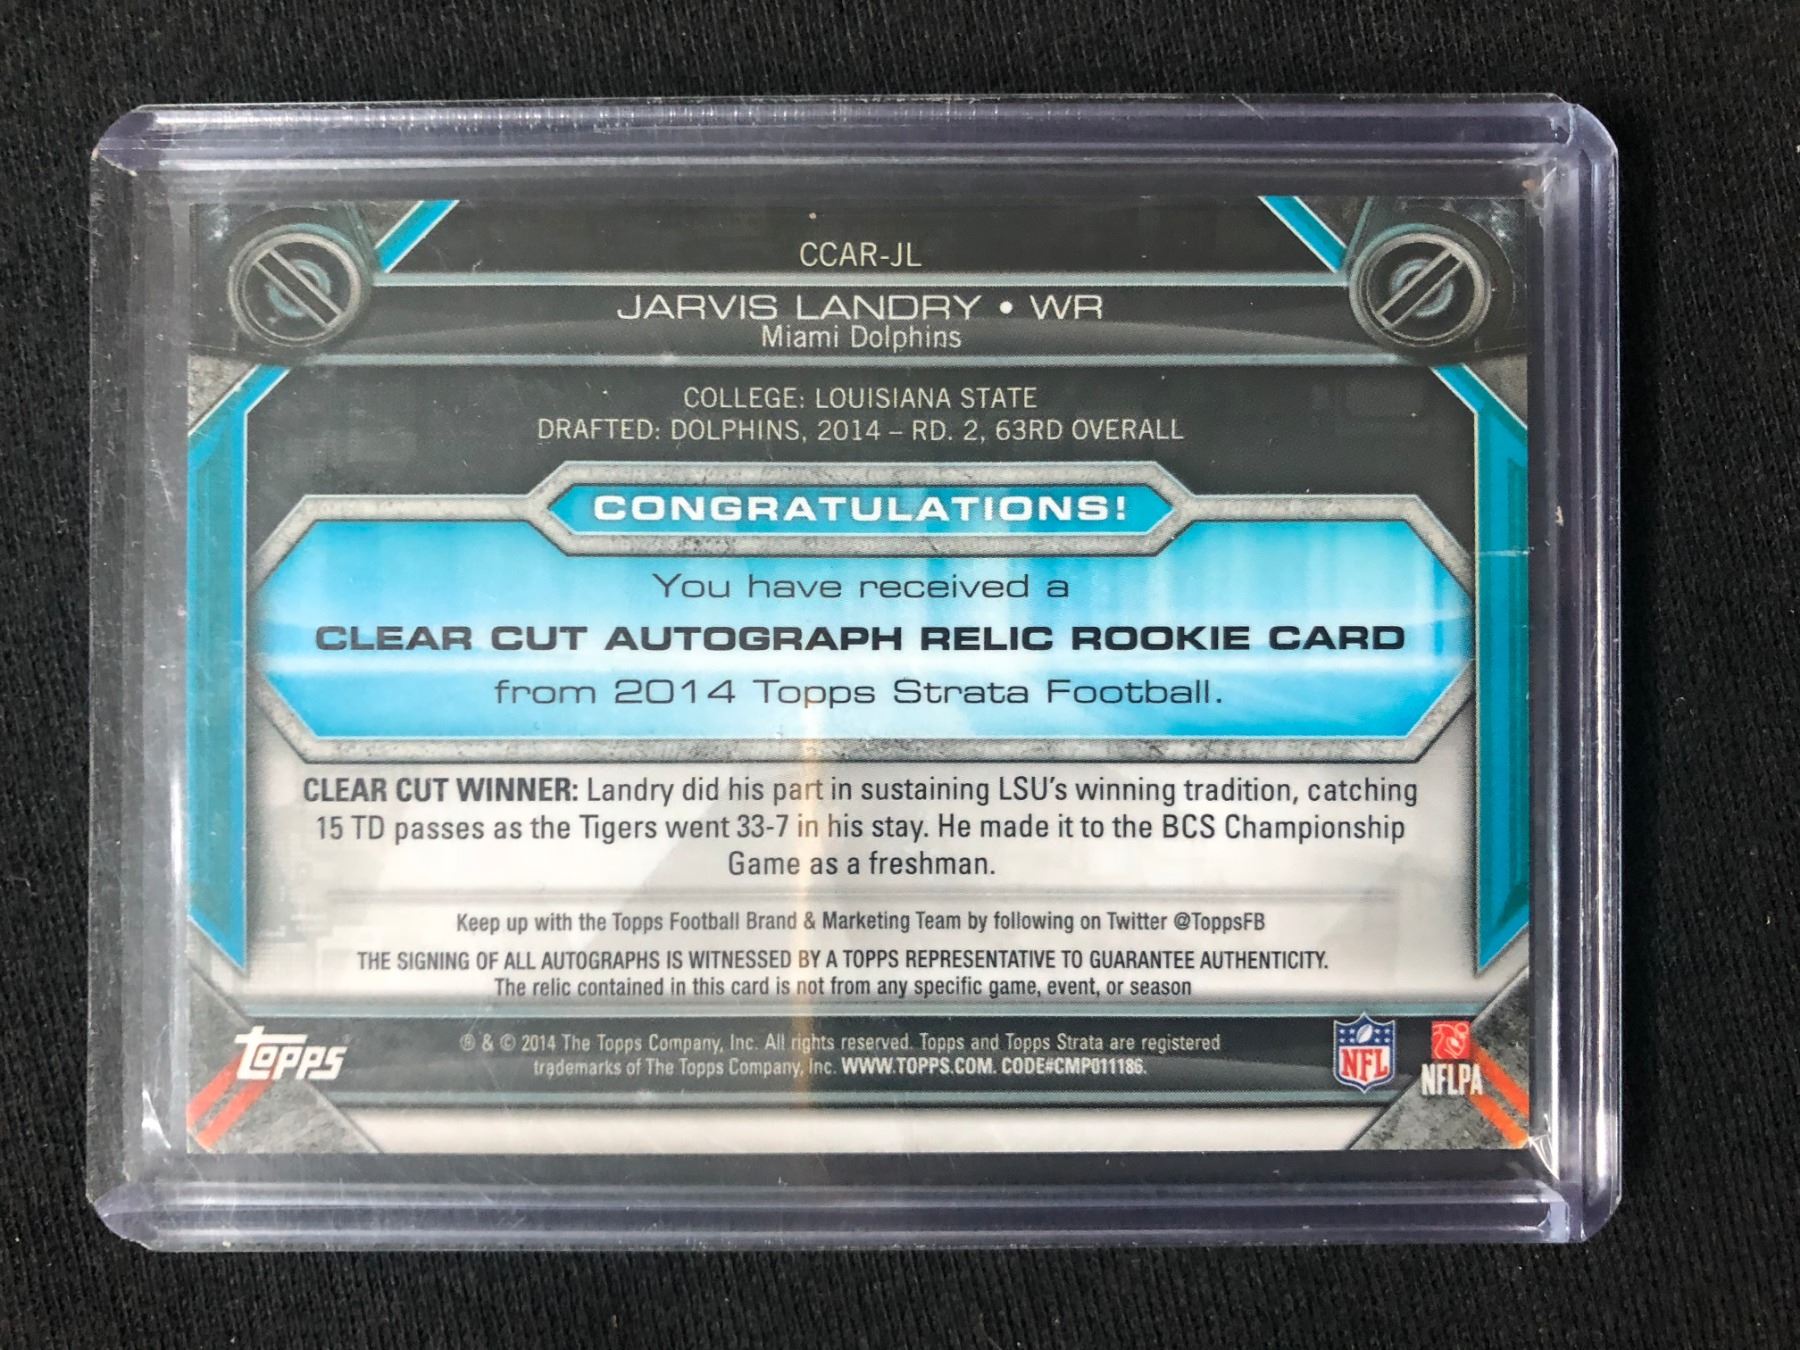 CCAR-JL
JARVIS LANDRY • WR
Miami Dolphins
COLLEGE: LOUISIANA STATE
DRAFTED: DOLPHINS, 2014 – RD. 2, 63RD OVERALL
CONGRATULATIONS!
You have received a
CLEAR CUT AUTOGRAPH RELIC ROOKIE CARD
from 2014 Topps Strata Football.
CLEAR CUT WINNER: Landry did his part in sustaining LSU's winning tradition, catching
15 TD passes as the Tigers went 33-7 in his stay. He made it to the BCS Championship
Game as a freshman.
Keep up with the Topps Football Brand & Marketing Team by following on Twitter @ToppsFB
THE SIGNING OF ALL AUTOGRAPHS IS WITNESSED BY A TOPPS REPRESENTATIVE TO GUARANTEE AUTHENTICITY.
The relic contained in this card is not from any specific game, event, or season
topps
® & © 2014 The Topps Company, Inc. All rights reserved. Topps and Topps Strata are registered
trademarks of The Topps Company, Inc. WWW.TOPPS.COM. CODE#CMP011186.
NFL
NFLPA